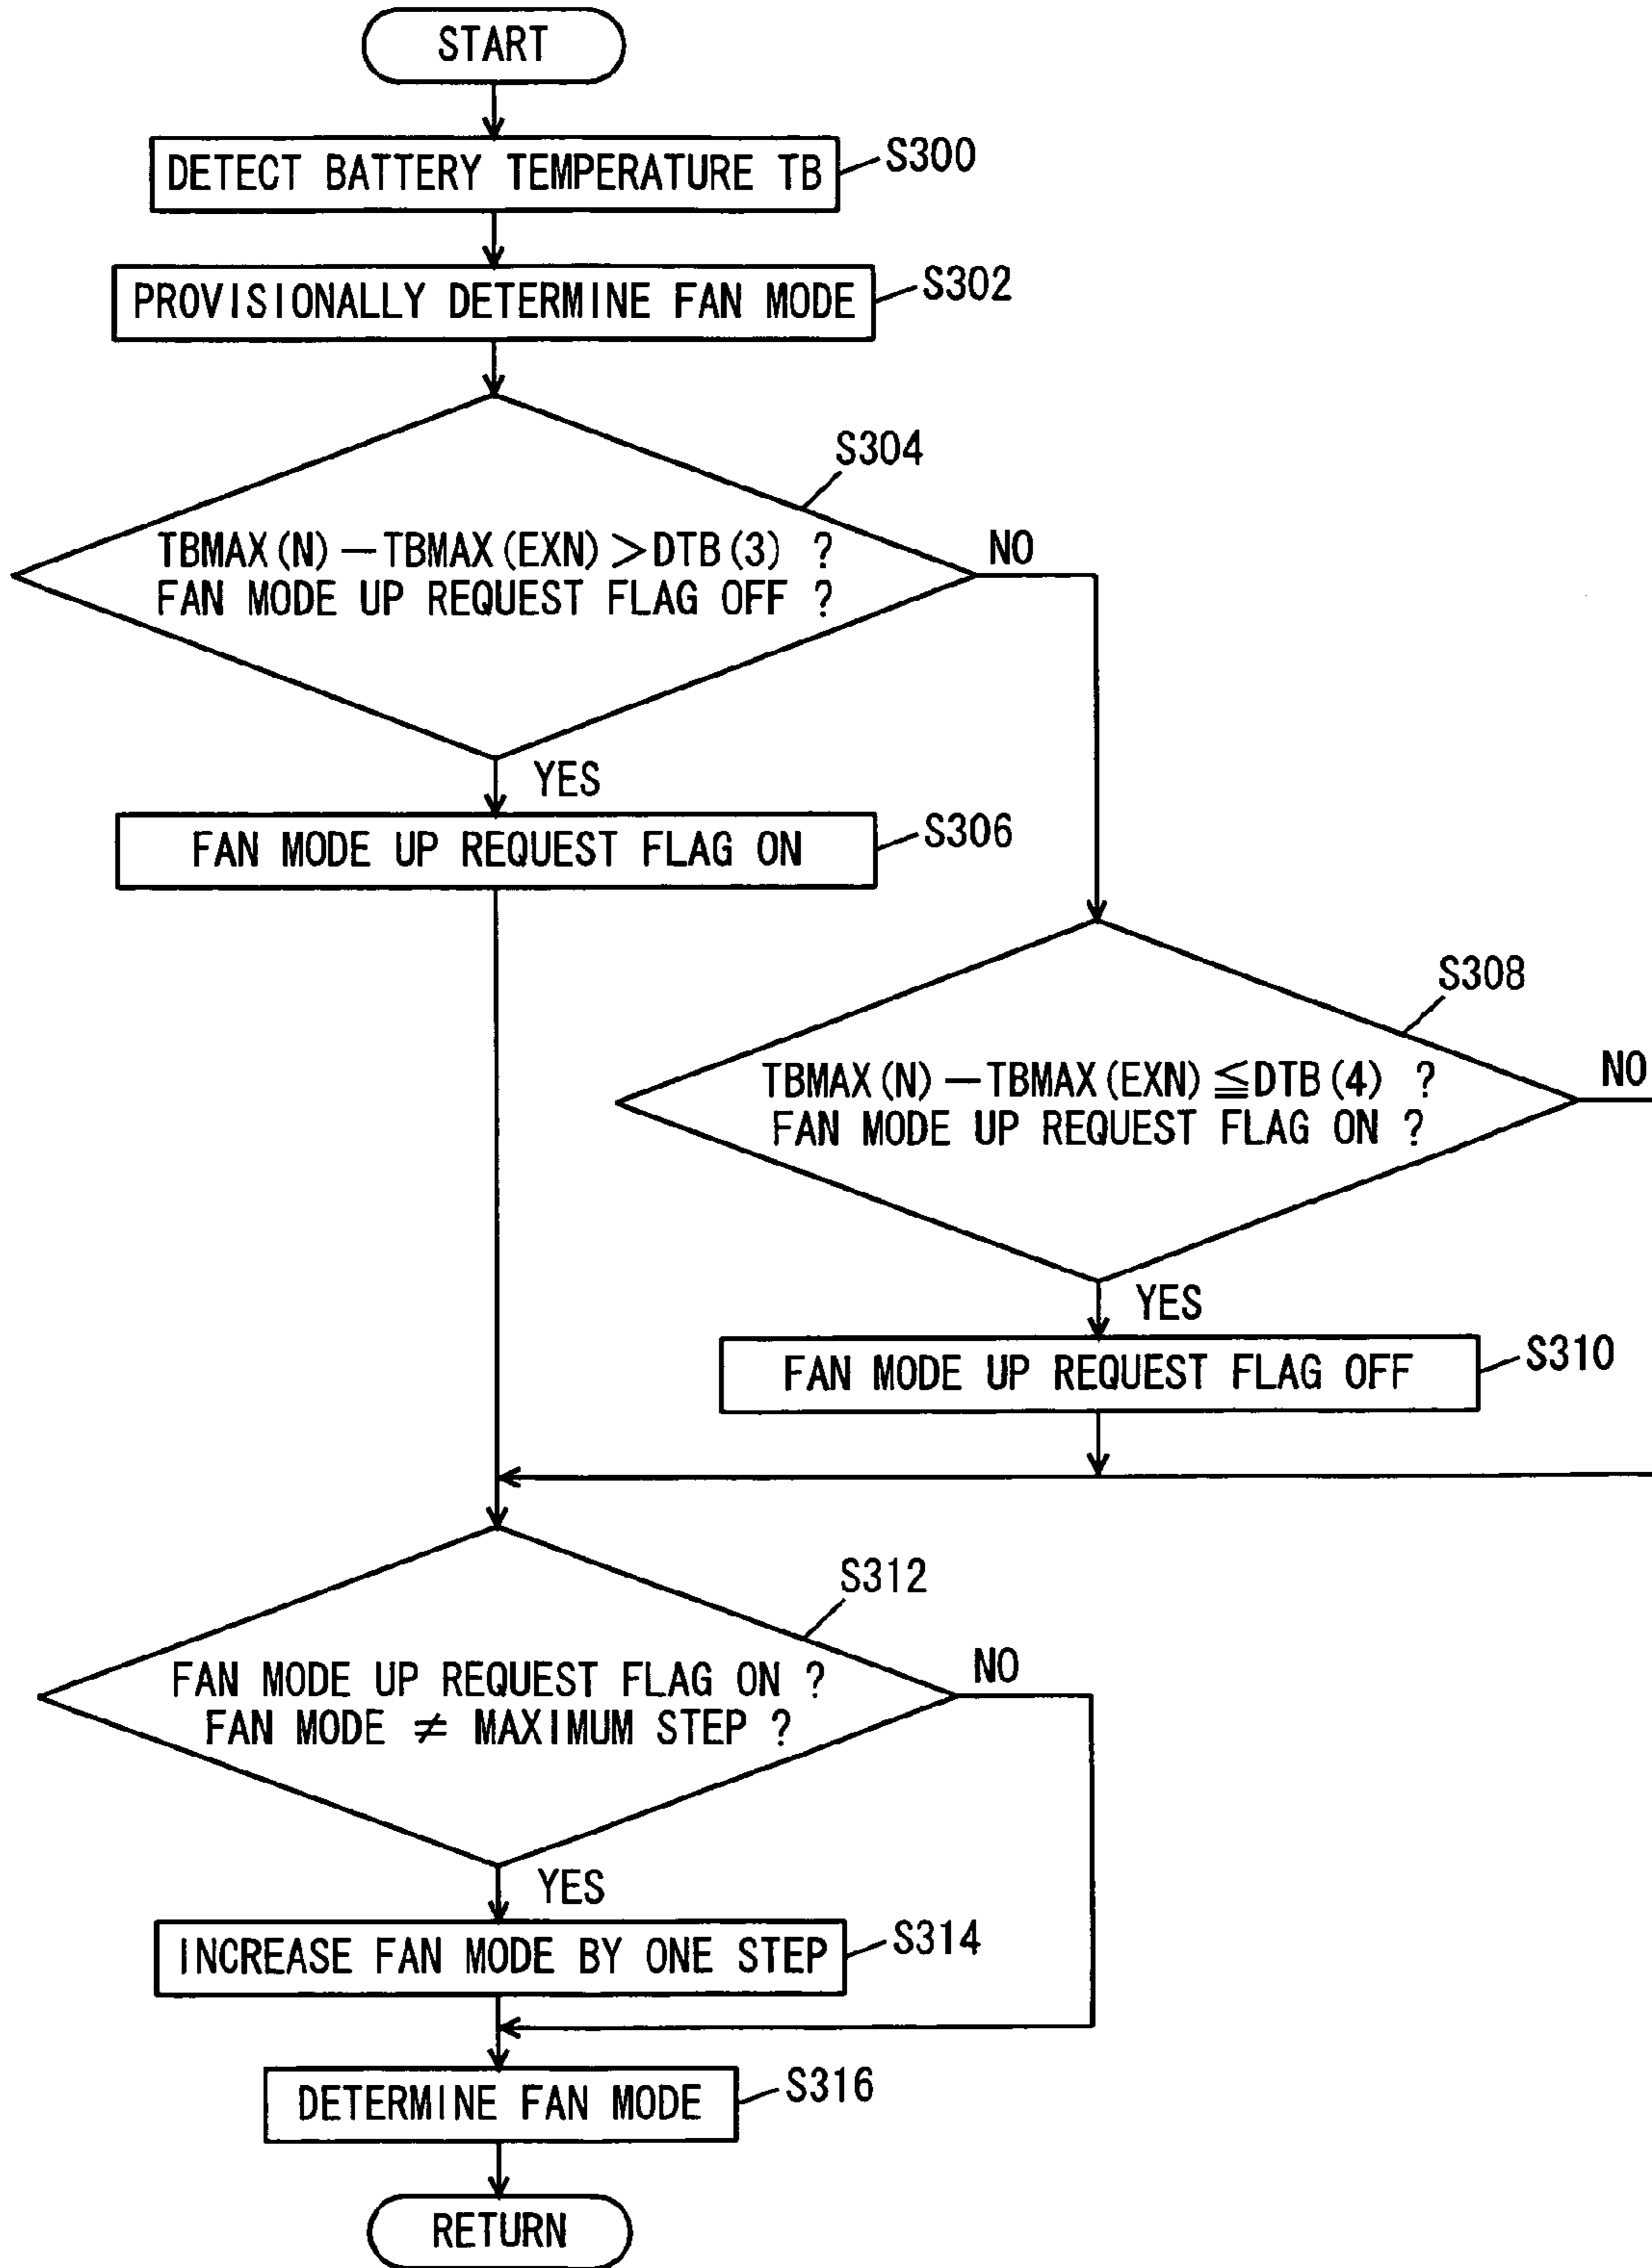 START
DETECT BATTERY TEMPERATURE TB
S300
PROVISIONALLY DETERMINE FAN MODE
S302
S304
TBMAX(N)—TBMAX(EXN)>DTB(3) ?
FAN MODE UP REQUEST FLAG OFF ?
NO
YES
FAN MODE UP REQUEST FLAG ON
S306
S308
TBMAX(N)—TBMAX(EXN)≦DTB(4) ?
FAN MODE UP REQUEST FLAG ON ?
NO
YES
FAN MODE UP REQUEST FLAG OFF
S310
S312
FAN MODE UP REQUEST FLAG ON ?
FAN MODE ≠ MAXIMUM STEP ?
NO
YES
INCREASE FAN MODE BY ONE STEP
S314
DETERMINE FAN MODE
S316
RETURN